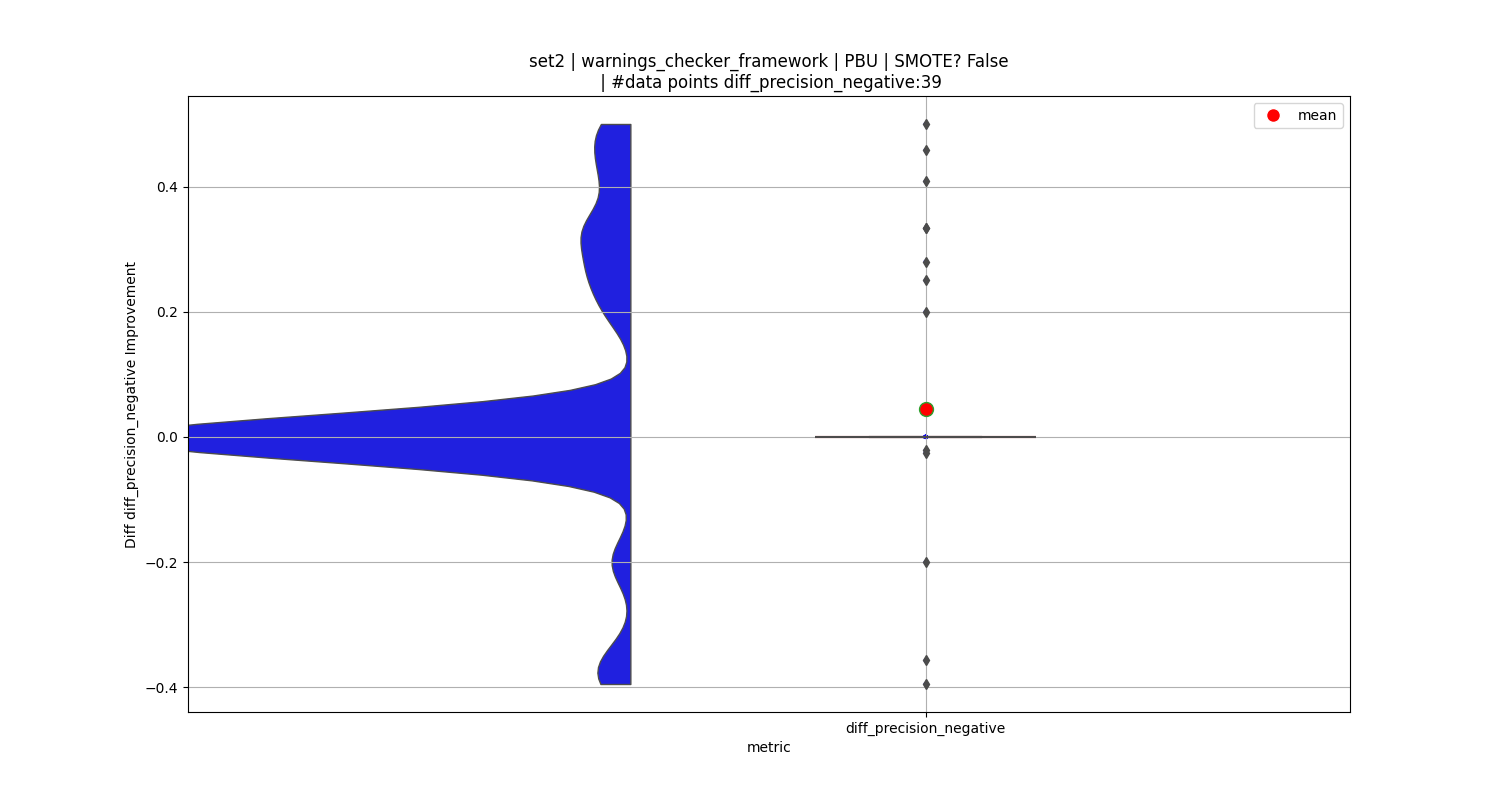 set2 | warnings_checker_framework | PBU | SMOTE? False
| #data points diff_precision_negative:39
mean
0.4
0.2
0.0
−0.2
−0.4
Diff diff_precision_negative Improvement
diff_precision_negative
metric